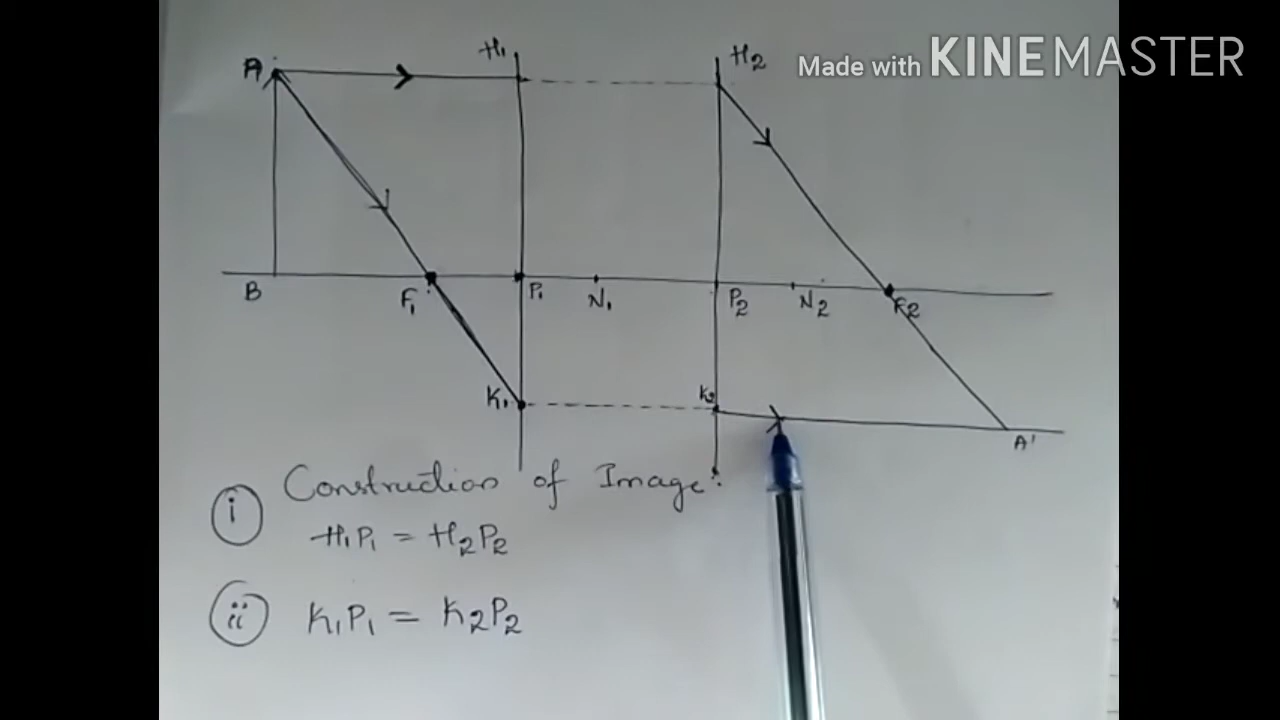 Made with KINEMASTER
A H₁ H₂
B F₁ P₁ N₁ P₂ N₂ F₂
K₁ K₂ A'
i Construction of Image:
H₁P₁ = H₂P₂
ii K₁P₁ = K₂P₂